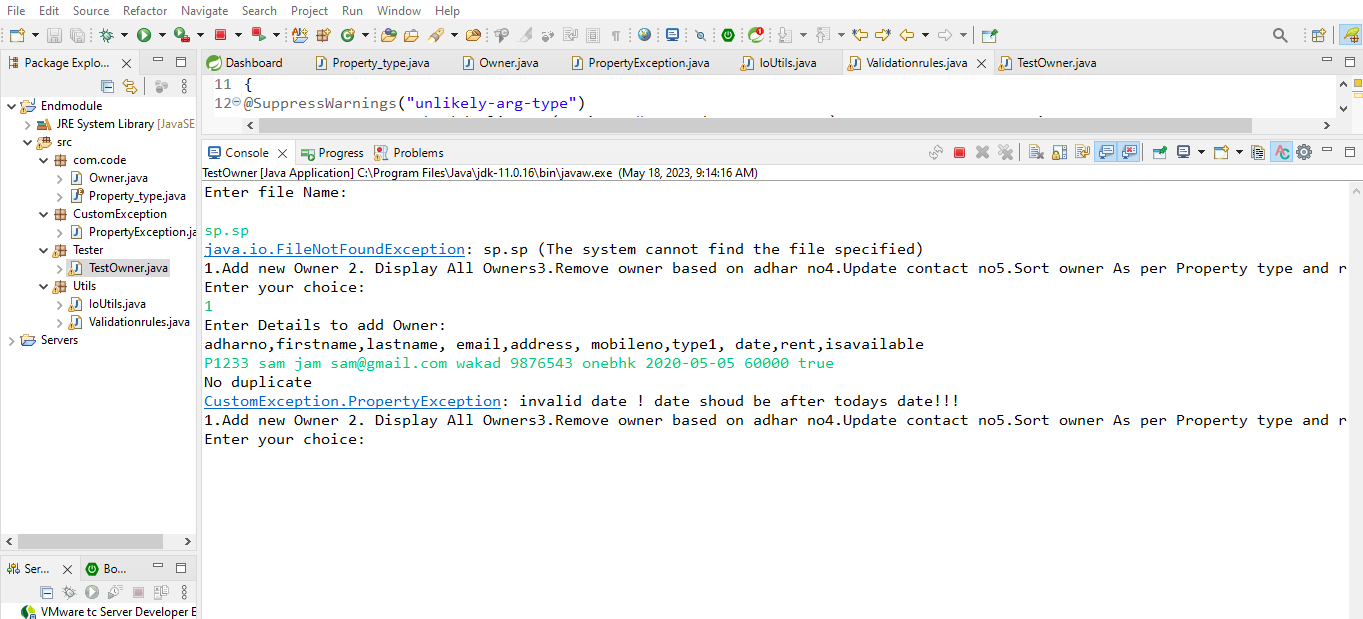 File Edit Source Refactor Navigate Search Project Run Window Help
Package Explo...
Dashboard Property_type.java Owner.java PropertyException.java IoUtils.java Validationrules.java TestOwner.java
11 {
12 @SuppressWarnings("unlikely-arg-type")
Endmodule
JRE System Library [JavaSE
src
com.code
Owner.java
Property_type.java
CustomException
PropertyException.ja
Tester
TestOwner.java
Utils
IoUtils.java
Validationrules.java
Servers
Console Progress Problems
TestOwner [Java Application] C:\Program Files\Java\jdk-11.0.16\bin\javaw.exe (May 18, 2023, 9:14:16 AM)
Enter file Name:
sp.sp
java.io.FileNotFoundException: sp.sp (The system cannot find the file specified)
1.Add new Owner 2. Display All Owners3.Remove owner based on adhar no4.Update contact no5.Sort owner As per Property type and r
Enter your choice:
1
Enter Details to add Owner:
adharno,firstname,lastname, email,address, mobileno,type1, date,rent,isavailable
P1233 sam jam sam@gmail.com wakad 9876543 onebhk 2020-05-05 60000 true
No duplicate
CustomException.PropertyException: invalid date ! date shoud be after todays date!!!
1.Add new Owner 2. Display All Owners3.Remove owner based on adhar no4.Update contact no5.Sort owner As per Property type and r
Enter your choice:
Ser... Bo...
VMware tc Server Developer E